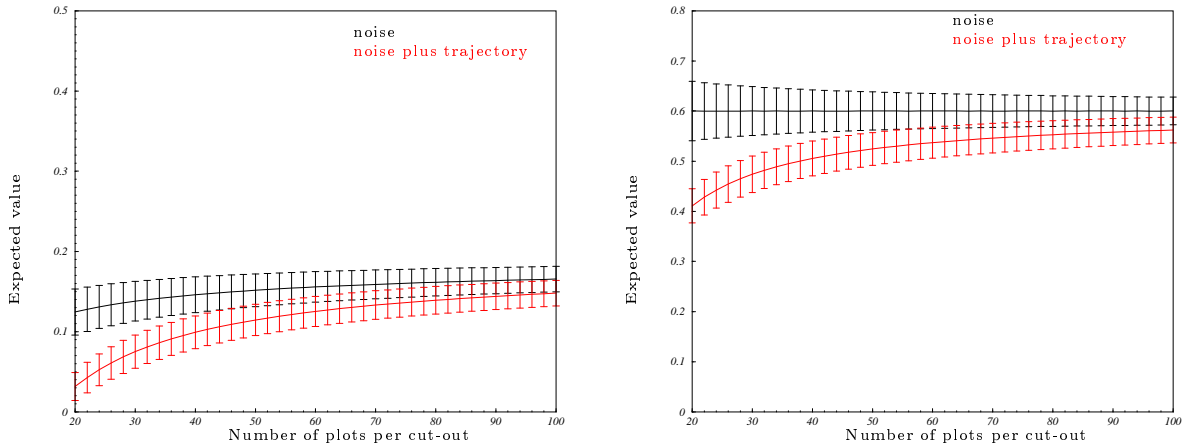 0.5
noise
noise plus trajectory
0.4
0.3
0.2
0.1
0
Expected value
20 30 40 50 60 70 80 90 100
Number of plots per cut-out
0.8
noise
noise plus trajectory
0.7
0.6
0.5
0.4
0.3
0.2
0.1
0
Expected value
20 30 40 50 60 70 80 90 100
Number of plots per cut-out